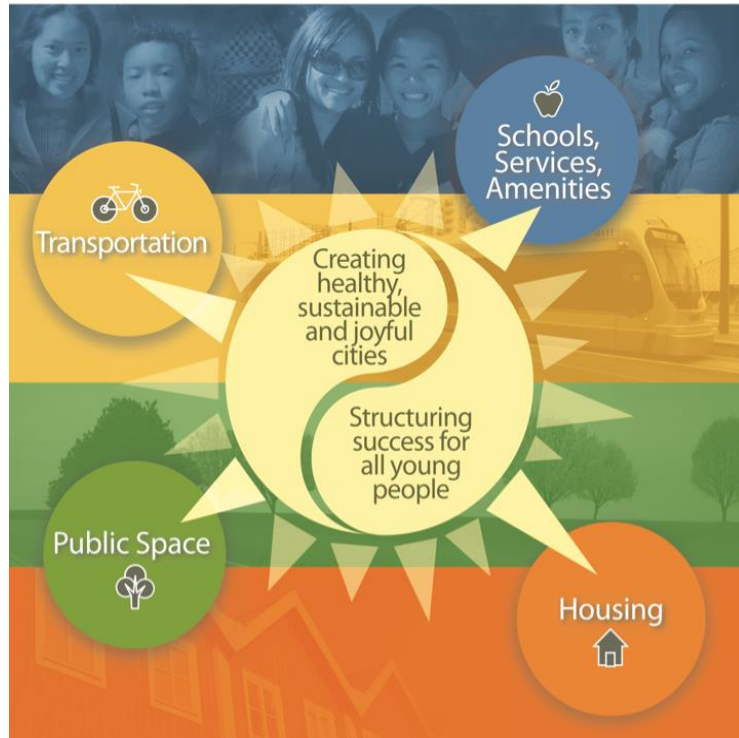 Schools,
Services,
Amenities
Transportation
Creating
healthy,
sustainable
and joyful
cities
Structuring
success for
all young
people
Public Space
Housing